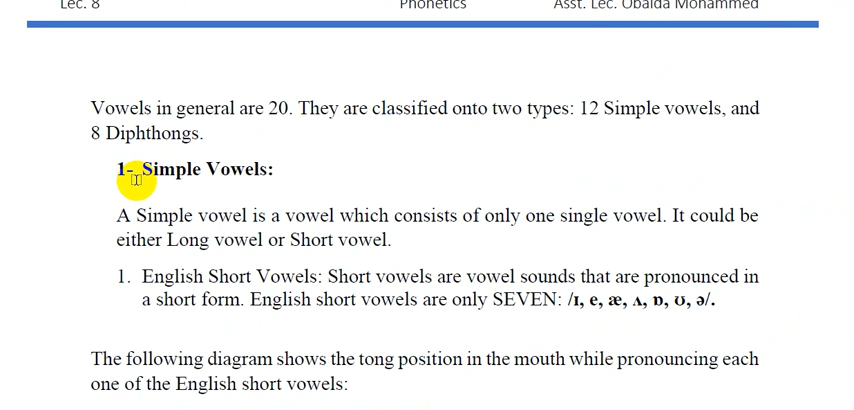 Lec. 8 Phonetics Asst. Lec. Obaida Mohammed
Vowels in general are 20. They are classified onto two types: 12 Simple vowels, and
8 Diphthongs.
1- Simple Vowels:
A Simple vowel is a vowel which consists of only one single vowel. It could be
either Long vowel or Short vowel.
1. English Short Vowels: Short vowels are vowel sounds that are pronounced in
a short form. English short vowels are only SEVEN: /ɪ, e, æ, ʌ, ɒ, ʊ, ə/.
The following diagram shows the tong position in the mouth while pronouncing each
one of the English short vowels: